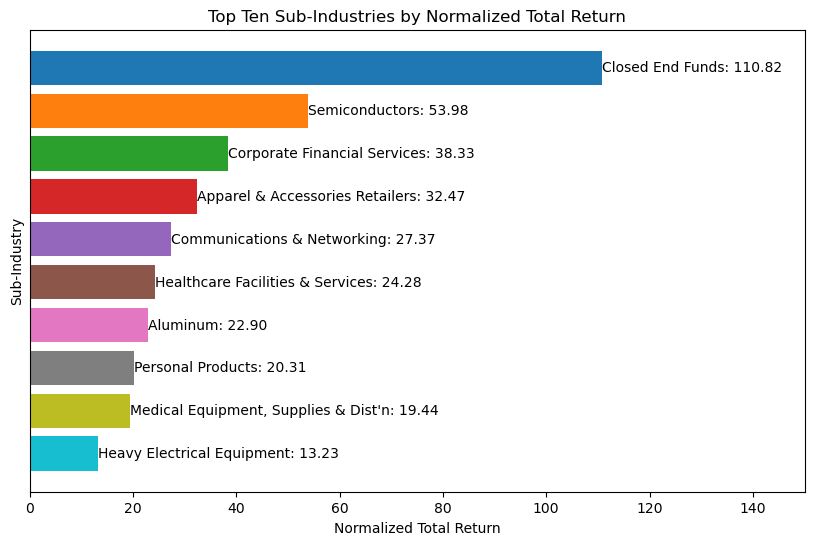 Top Ten Sub-Industries by Normalized Total Return
Closed End Funds: 110.82
Semiconductors: 53.98
Corporate Financial Services: 38.33
Apparel & Accessories Retailers: 32.47
Communications & Networking: 27.37
Healthcare Facilities & Services: 24.28
Aluminum: 22.90
Personal Products: 20.31
Medical Equipment, Supplies & Dist'n: 19.44
Heavy Electrical Equipment: 13.23
Sub-Industry
0 20 40 60 80 100 120 140
Normalized Total Return